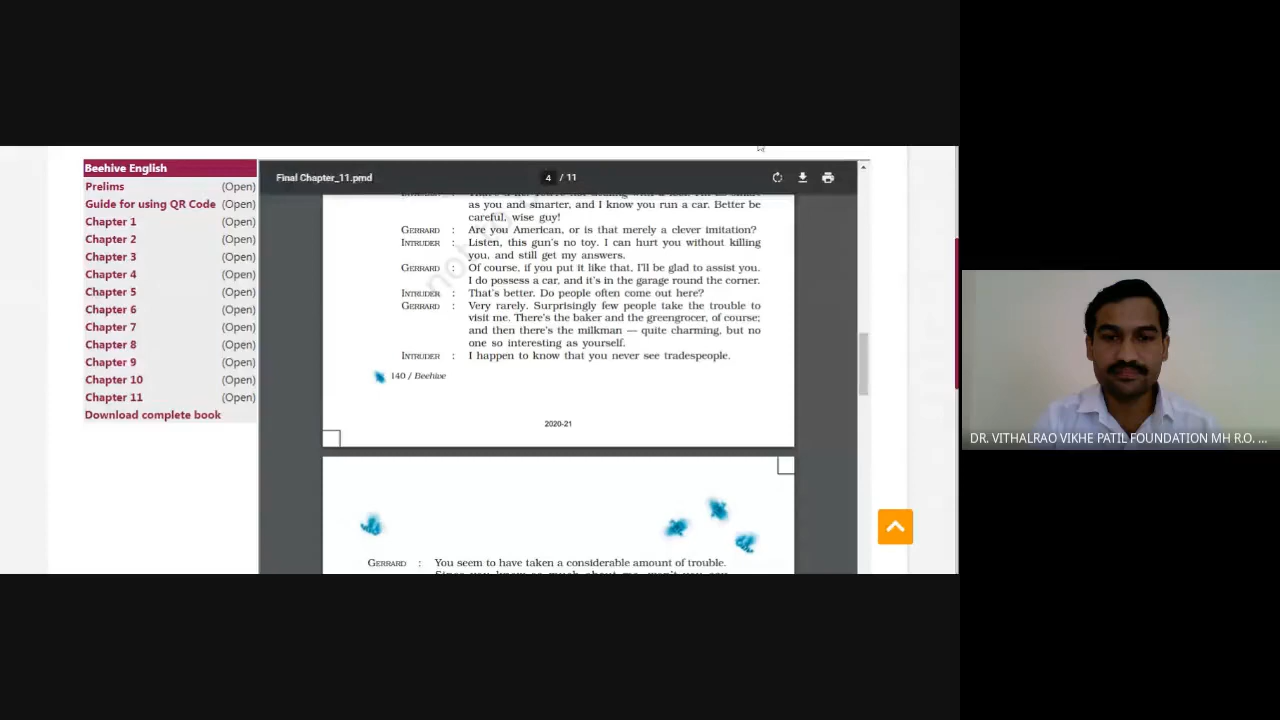 Beehive English
Prelims (Open)
Guide for using QR Code (Open)
Chapter 1 (Open)
Chapter 2 (Open)
Chapter 3 (Open)
Chapter 4 (Open)
Chapter 5 (Open)
Chapter 6 (Open)
Chapter 7 (Open)
Chapter 8 (Open)
Chapter 9 (Open)
Chapter 10 (Open)
Chapter 11 (Open)
Download complete book
Final Chapter_11.pmd 4 / 11
as you and smarter, and I know you run a car. Better be
careful, wise guy!
GERRARD : Are you American, or is that merely a clever imitation?
INTRUDER : Listen, this gun's no toy. I can hurt you without killing
you, and still get my answers.
GERRARD : Of course, if you put it like that, I'll be glad to assist you.
I do possess a car, and it's in the garage round the corner.
INTRUDER : That's better. Do people often come out here?
GERRARD : Very rarely. Surprisingly few people take the trouble to
visit me. There's the baker and the greengrocer, of course;
and then there's the milkman — quite charming, but no
one so interesting as yourself.
INTRUDER : I happen to know that you never see tradespeople.
140 / Beehive
2020-21
GERRARD : You seem to have taken a considerable amount of trouble.
not
DR. VITHALRAO VIKHE PATIL FOUNDATION MH R.O. ...